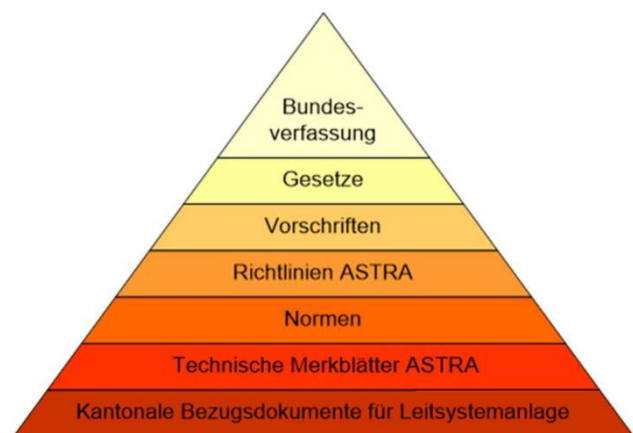 Bundes-
verfassung
Gesetze
Vorschriften
Richtlinien ASTRA
Normen
Technische Merkblätter ASTRA
Kantonale Bezugsdokumente für Leitsystemanlage